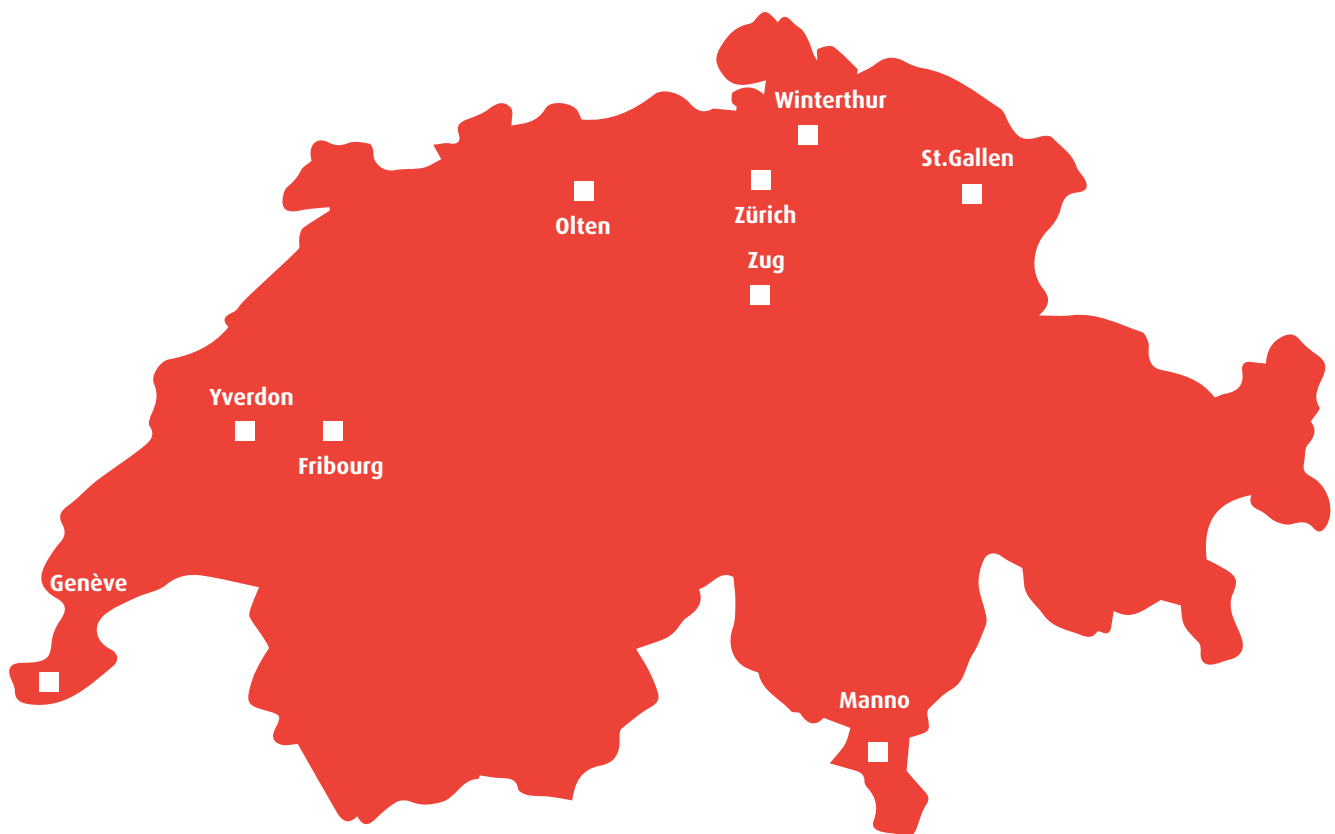 Winterthur
St.Gallen
Zürich
Olten
Zug
Yverdon
Fribourg
Genève
Manno